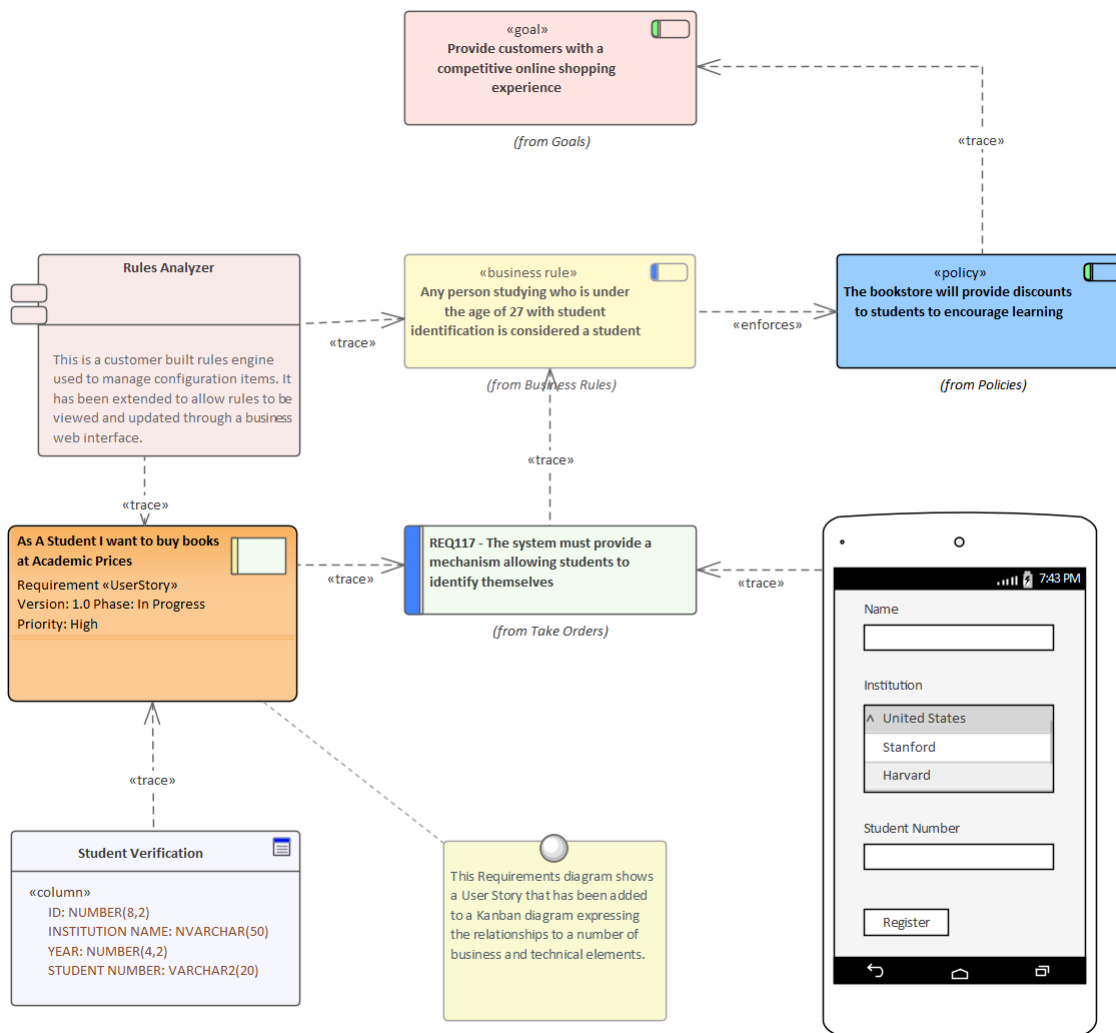 «goal»
Provide customers with a
competitive online shopping
experience
(from Goals)
«trace»
Rules Analyzer
This is a customer built rules engine
used to manage configuration items. It
has been extended to allow rules to be
viewed and updated through a business
web interface.
«trace»
«business rule»
Any person studying who is under
the age of 27 with student
identification is considered a student
(from Business Rules)
«enforces»
«policy»
The bookstore will provide discounts
to students to encourage learning
(from Policies)
«trace»
«trace»
As A Student I want to buy books
at Academic Prices
Requirement «UserStory»
Version: 1.0 Phase: In Progress
Priority: High
«trace»
REQ117 - The system must provide a
mechanism allowing students to
identify themselves
(from Take Orders)
«trace»
7:43 PM
Name
Institution
^ United States
Stanford
Harvard
Student Number
Register
«trace»
Student Verification
«column»
ID: NUMBER(8,2)
INSTITUTION NAME: NVARCHAR(50)
YEAR: NUMBER(4,2)
STUDENT NUMBER: VARCHAR2(20)
This Requirements diagram shows
a User Story that has been added
to a Kanban diagram expressing
the relationships to a number of
business and technical elements.